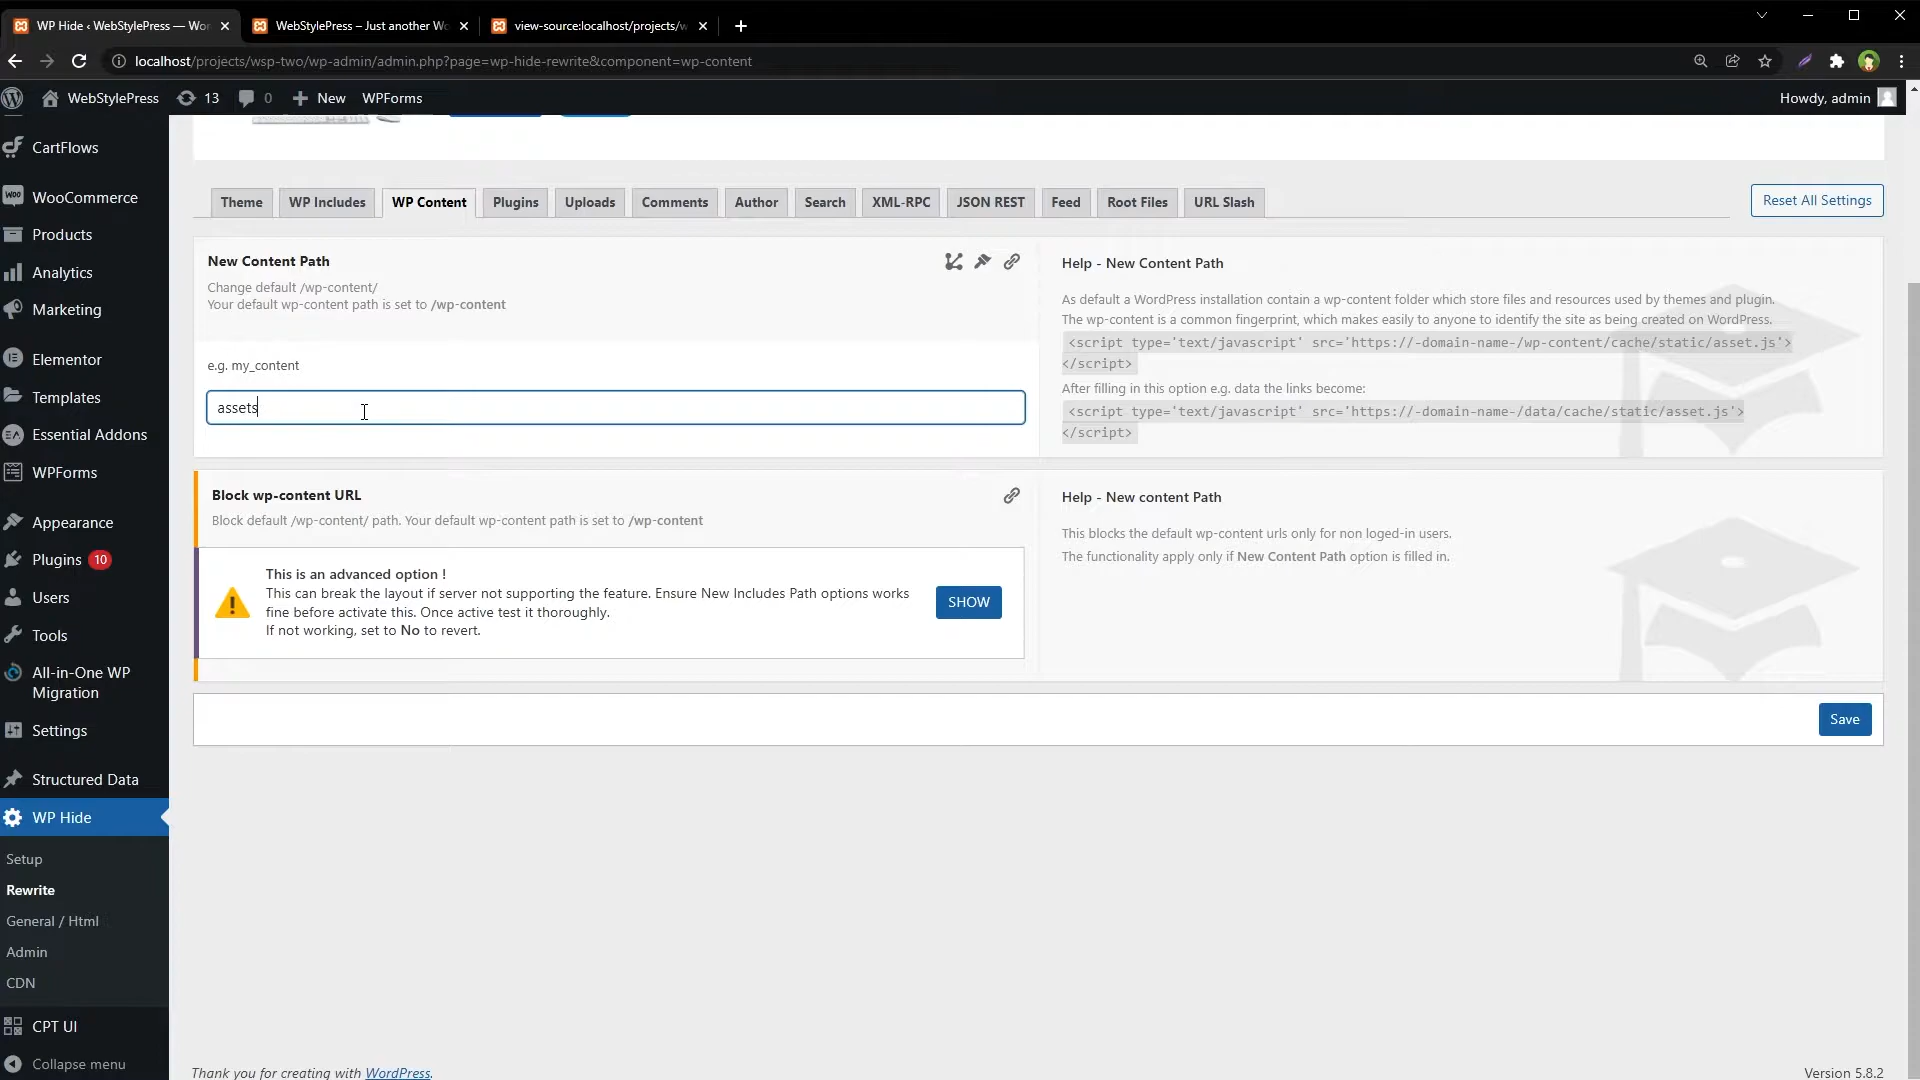 WP Hide ‹ WebStylePress — Wor
WebStylePress – Just another Wo
view-source:localhost/projects/w
localhost/projects/wsp-two/wp-admin/admin.php?page=wp-hide-rewrite&component=wp-content
WebStylePress
13
0
New
WPForms
Howdy, admin
CartFlows
WooCommerce
Products
Analytics
Marketing
Elementor
Templates
Essential Addons
WPForms
Appearance
Plugins 10
Users
Tools
All-in-One WP
Migration
Settings
Structured Data
WP Hide
Setup
Rewrite
General / Html
Admin
CDN
CPT UI
Collapse menu
Theme
WP Includes
WP Content
Plugins
Uploads
Comments
Author
Search
XML-RPC
JSON REST
Feed
Root Files
URL Slash
Reset All Settings
New Content Path
Change default /wp-content/
Your default wp-content path is set to /wp-content
e.g. my_content
assets
Help - New Content Path
As default a WordPress installation contain a wp-content folder which store files and resources used by themes and plugin.
The wp-content is a common fingerprint, which makes easily to anyone to identify the site as being created on WordPress.
<script type='text/javascript' src='https://-domain-name-/wp-content/cache/static/asset.js'>
</script>
After filling in this option e.g. data the links become:
<script type='text/javascript' src='https://-domain-name-/data/cache/static/asset.js'>
</script>
Block wp-content URL
Block default /wp-content/ path. Your default wp-content path is set to /wp-content
This is an advanced option !
This can break the layout if server not supporting the feature. Ensure New Includes Path options works
fine before activate this. Once active test it thoroughly.
If not working, set to No to revert.
SHOW
Help - New content Path
This blocks the default wp-content urls only for non loged-in users.
The functionality apply only if New Content Path option is filled in.
Save
Thank you for creating with WordPress.
Version 5.8.2